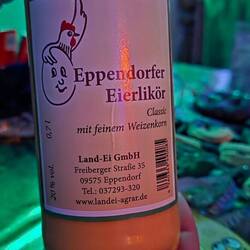 Eppendorfer
Eierlikör
Classic
mit feinem Weizenkorn
Land-Ei GmbH
Freiberger Straße 35
09575 Eppendorf
Tel.: 037293-320
www.landei-agrar.de
20 % vol.
0,7 l